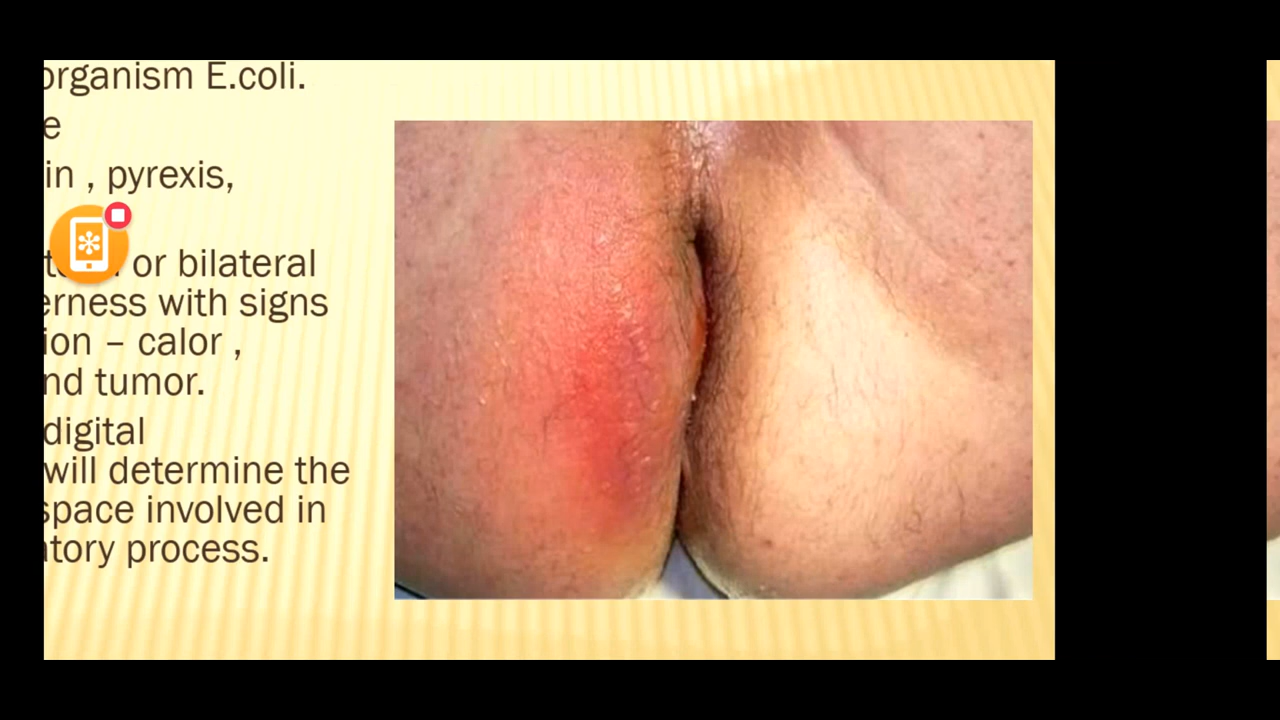 organism E.coli.
e
in , pyrexis,
or bilateral
erness with signs
ion – calor ,
nd tumor.
digital
will determine the
space involved in
atory process.